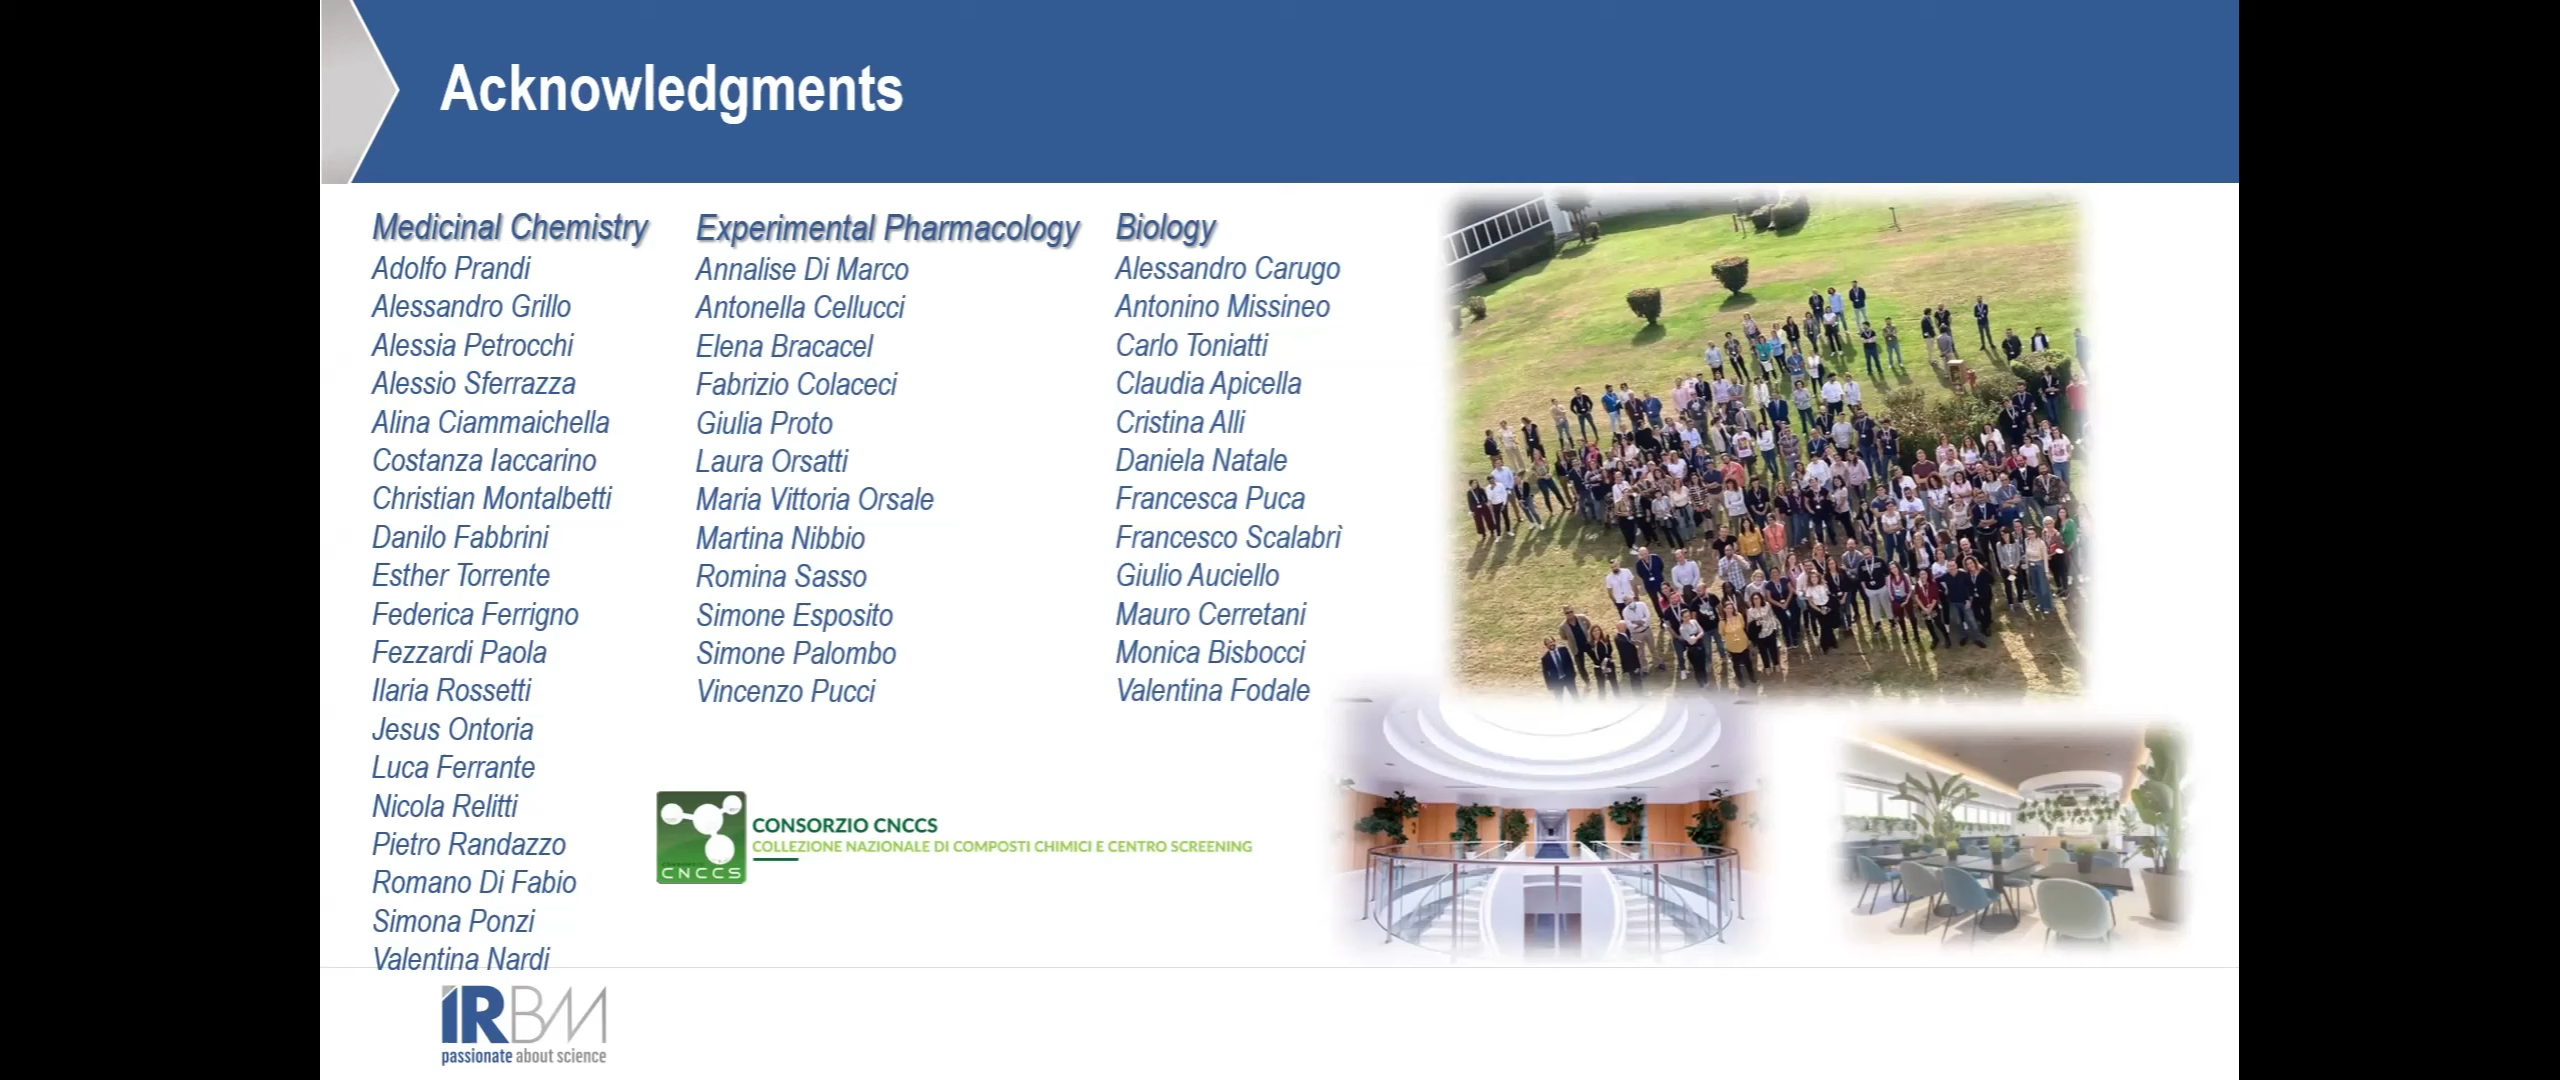 Acknowledgments
Medicinal Chemistry
Adolfo Prandi
Alessandro Grillo
Alessia Petrocchi
Alessio Sferrazza
Alina Ciammaichella
Costanza Iaccarino
Christian Montalbetti
Danilo Fabbrini
Esther Torrente
Federica Ferrigno
Fezzardi Paola
Ilaria Rossetti
Jesus Ontoria
Luca Ferrante
Nicola Relitti
Pietro Randazzo
Romano Di Fabio
Simona Ponzi
Valentina Nardi
Experimental Pharmacology
Annalise Di Marco
Antonella Cellucci
Elena Bracacel
Fabrizio Colaceci
Giulia Proto
Laura Orsatti
Maria Vittoria Orsale
Martina Nibbio
Romina Sasso
Simone Esposito
Simone Palombo
Vincenzo Pucci
Biology
Alessandro Carugo
Antonino Missineo
Carlo Toniatti
Claudia Apicella
Cristina Alli
Daniela Natale
Francesca Puca
Francesco Scalabrì
Giulio Auciello
Mauro Cerretani
Monica Bisbocci
Valentina Fodale
CONSORZIO CNCCS
COLLEZIONE NAZIONALE DI COMPOSTI CHIMICI E CENTRO SCREENING
CNCCS
IRBM
passionate about science